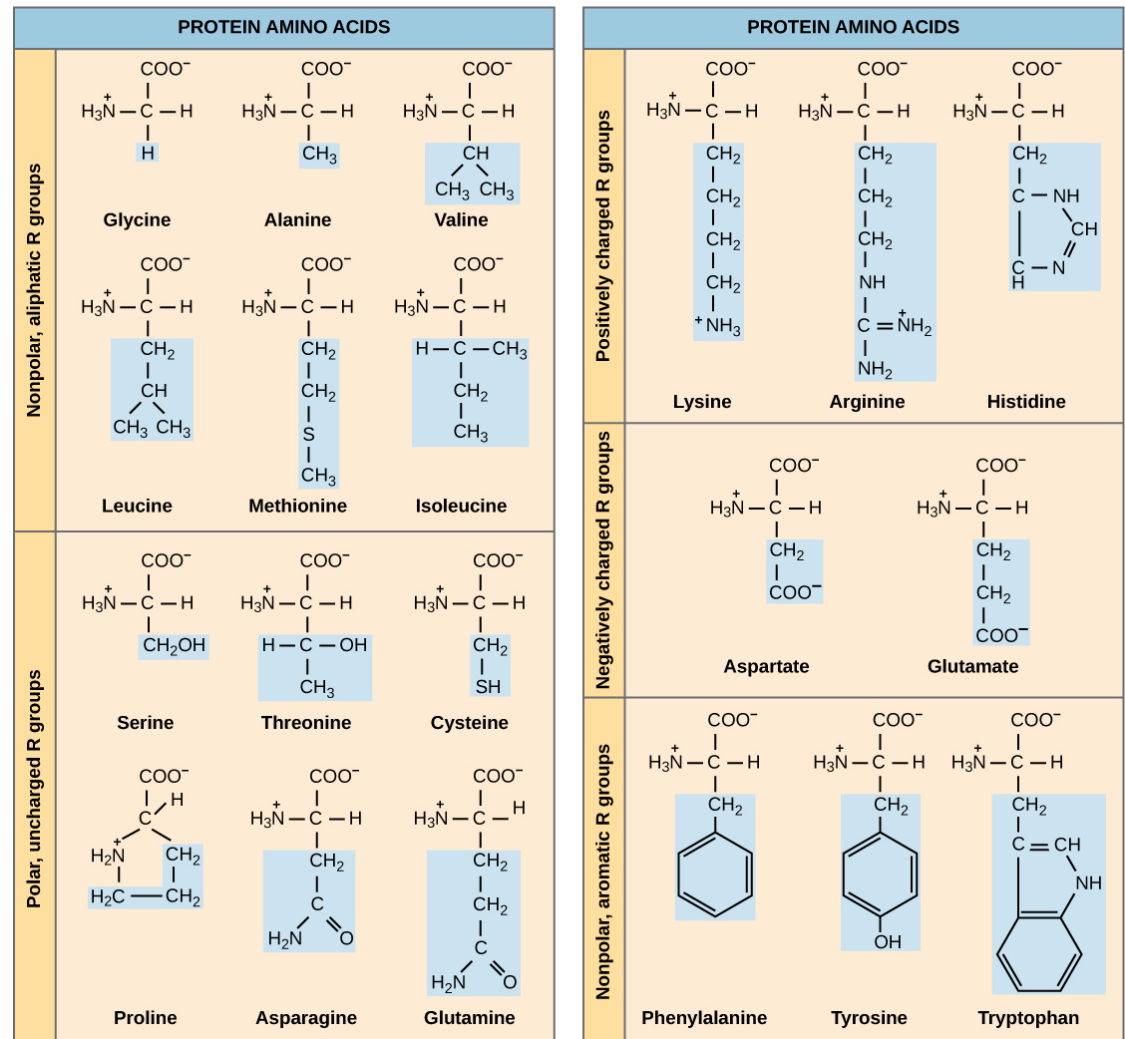 PROTEIN AMINO ACIDS
Nonpolar, aliphatic R groups
COO⁻ COO⁻ COO⁻
H₃N⁺ — C — H H₃N⁺ — C — H H₃N⁺ — C — H
H CH₃ CH
CH₃ CH₃
Glycine Alanine Valine
COO⁻ COO⁻ COO⁻
H₃N⁺ — C — H H₃N⁺ — C — H H₃N⁺ — C — H
CH₂ CH₂ H — C — CH₃
CH CH₂ CH₂
CH₃ CH₃ S CH₃
CH₃
Leucine Methionine Isoleucine
Polar, uncharged R groups
COO⁻ COO⁻ COO⁻
H₃N⁺ — C — H H₃N⁺ — C — H H₃N⁺ — C — H
CH₂OH H — C — OH CH₂
CH₃ SH
Serine Threonine Cysteine
COO⁻ COO⁻ COO⁻
H H
C H₃N⁺ — C — H H₃N⁺ — C
H₂N⁺ CH₂ CH₂ CH₂
H₂C — CH₂ C CH₂
H₂N O C
H₂N O
Proline Asparagine Glutamine
PROTEIN AMINO ACIDS
Positively charged R groups
COO⁻ COO⁻ COO⁻
H₃N⁺ — C — H H₃N⁺ — C — H H₃N⁺ — C — H
CH₂ CH₂ CH₂
CH₂ CH₂ C — NH
CH₂ CH₂ CH
CH₂ NH C — N
H
⁺NH₃ C = NH₂⁺
NH₂
Lysine Arginine Histidine
Negatively charged R groups
COO⁻ COO⁻
H₃N⁺ — C — H H₃N⁺ — C — H
CH₂ CH₂
COO⁻ CH₂
COO⁻
Aspartate Glutamate
Nonpolar, aromatic R groups
COO⁻ COO⁻ COO⁻
H₃N⁺ — C — H H₃N⁺ — C — H H₃N⁺ — C — H
CH₂ CH₂ CH₂
C = CH
NH
OH
Phenylalanine Tyrosine Tryptophan